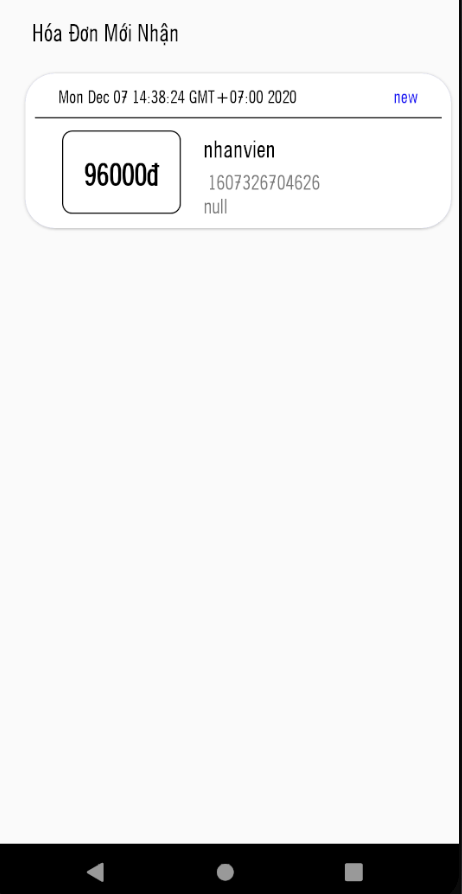 Hóa Đơn Mới Nhận
Mon Dec 07 14:38:24 GMT+07:00 2020 new
96000đ
nhanvien
1607326704626
null